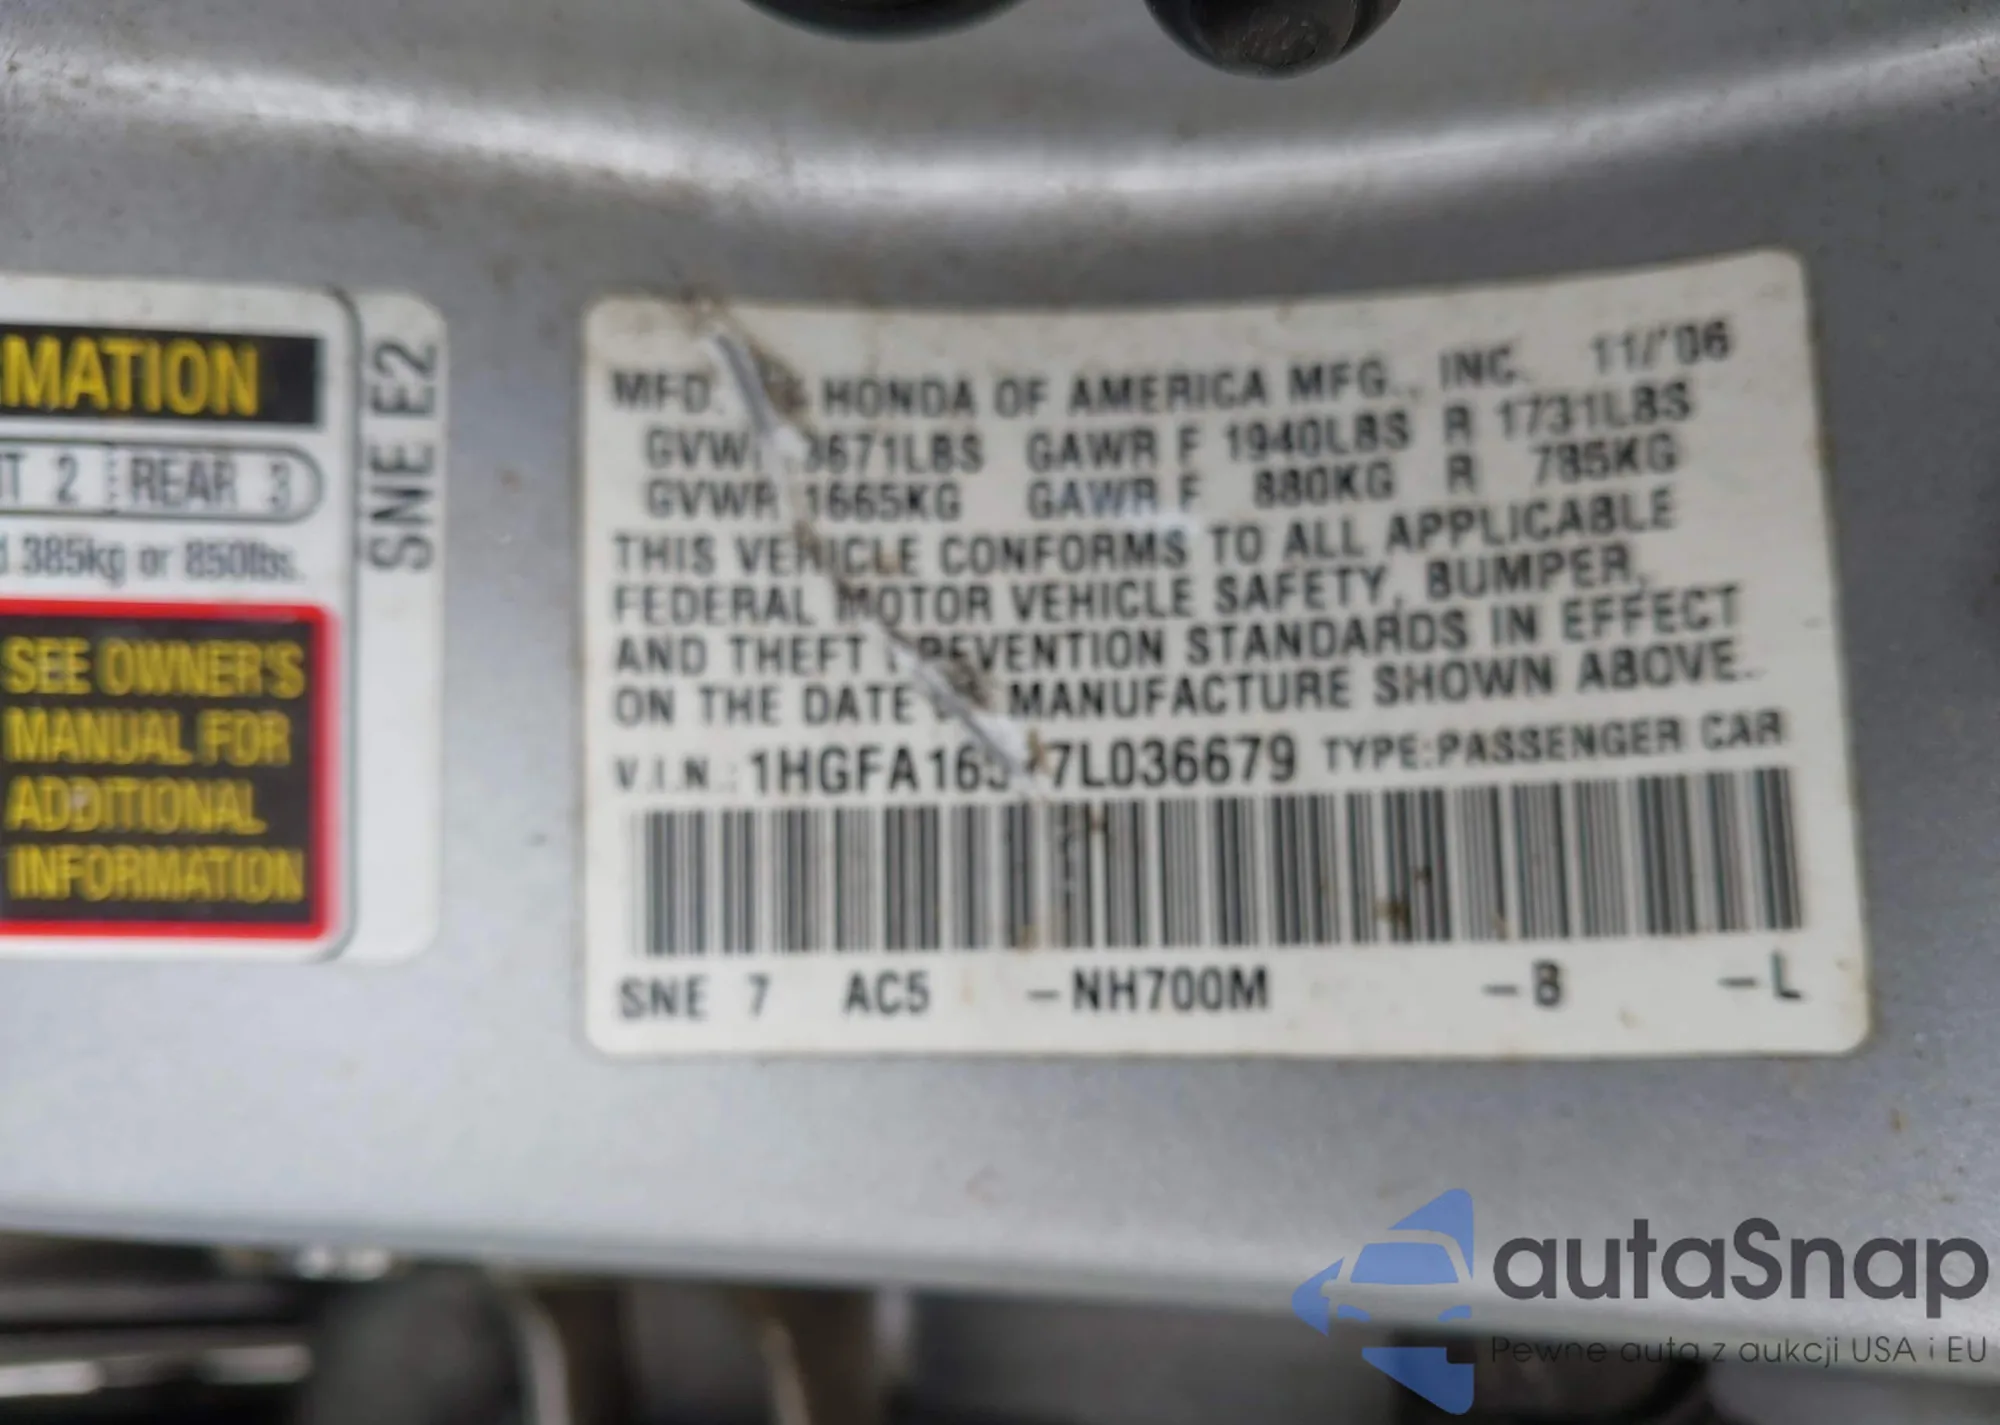 MATION
2 REAR 3
385kg or 850lbs.
SEE OWNER'S
MANUAL FOR
ADDITIONAL
INFORMATION
SNE E2
MFD. HONDA OF AMERICA MFG., INC. 11/'06
3671LBS GAWR F 1940LBS R 1731LBS
GVWR 1665KG GAWR F 880KG R 785KG
THIS VEHICLE CONFORMS TO ALL APPLICABLE
FEDERAL MOTOR VEHICLE SAFETY, BUMPER,
AND THEFT PREVENTION STANDARDS IN EFFECT
ON THE DATE MANUFACTURE SHOWN ABOVE.
V.I.N.: TYPE:PASSENGER CAR
SNE 7 AC5 -NH700M -B -L
autaSnap
Pewne auta z aukcji USA i EU